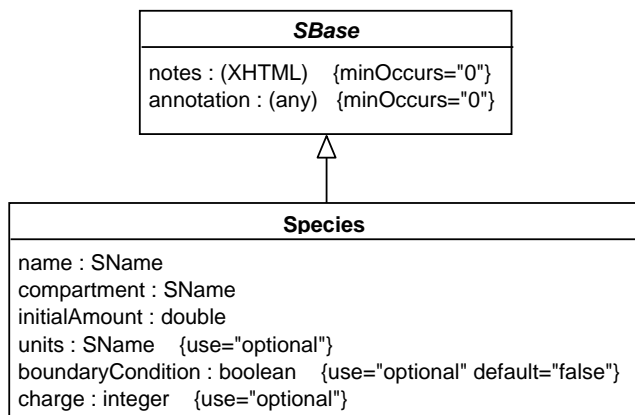 SBase
notes : (XHTML) {minOccurs="0"}
annotation : (any) {minOccurs="0"}
Species
name : SName
compartment : SName
initialAmount : double
units : SName {use="optional"}
boundaryCondition : boolean {use="optional" default="false"}
charge : integer {use="optional"}